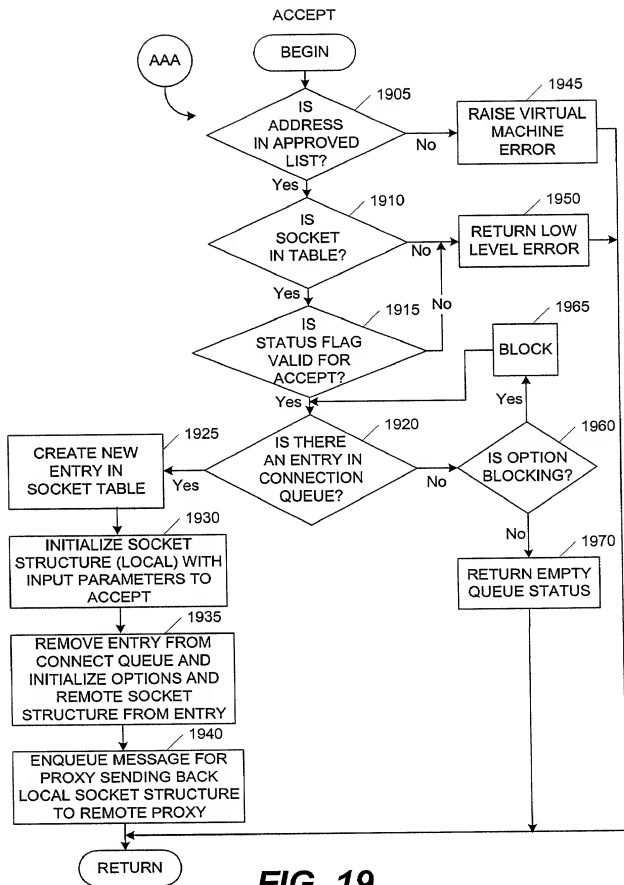 ACCEPT
AAA
BEGIN
1905
IS
ADDRESS
IN APPROVED
LIST?
No
Yes
1945
RAISE VIRTUAL
MACHINE
ERROR
1910
IS
SOCKET
IN TABLE?
No
Yes
1950
RETURN LOW
LEVEL ERROR
1915
IS
STATUS FLAG
VALID FOR
ACCEPT?
No
Yes
1965
BLOCK
Yes
1920
IS THERE
AN ENTRY IN
CONNECTION
QUEUE?
Yes
No
1960
IS OPTION
BLOCKING?
No
1970
RETURN EMPTY
QUEUE STATUS
1925
CREATE NEW
ENTRY IN
SOCKET TABLE
1930
INITIALIZE SOCKET
STRUCTURE (LOCAL) WITH
INPUT PARAMETERS TO
ACCEPT
1935
REMOVE ENTRY FROM
CONNECT QUEUE AND
INITIALIZE OPTIONS AND
REMOTE SOCKET
STRUCTURE FROM ENTRY
1940
ENQUEUE MESSAGE FOR
PROXY SENDING BACK
LOCAL SOCKET STRUCTURE
TO REMOTE PROXY
RETURN
FIG. 19